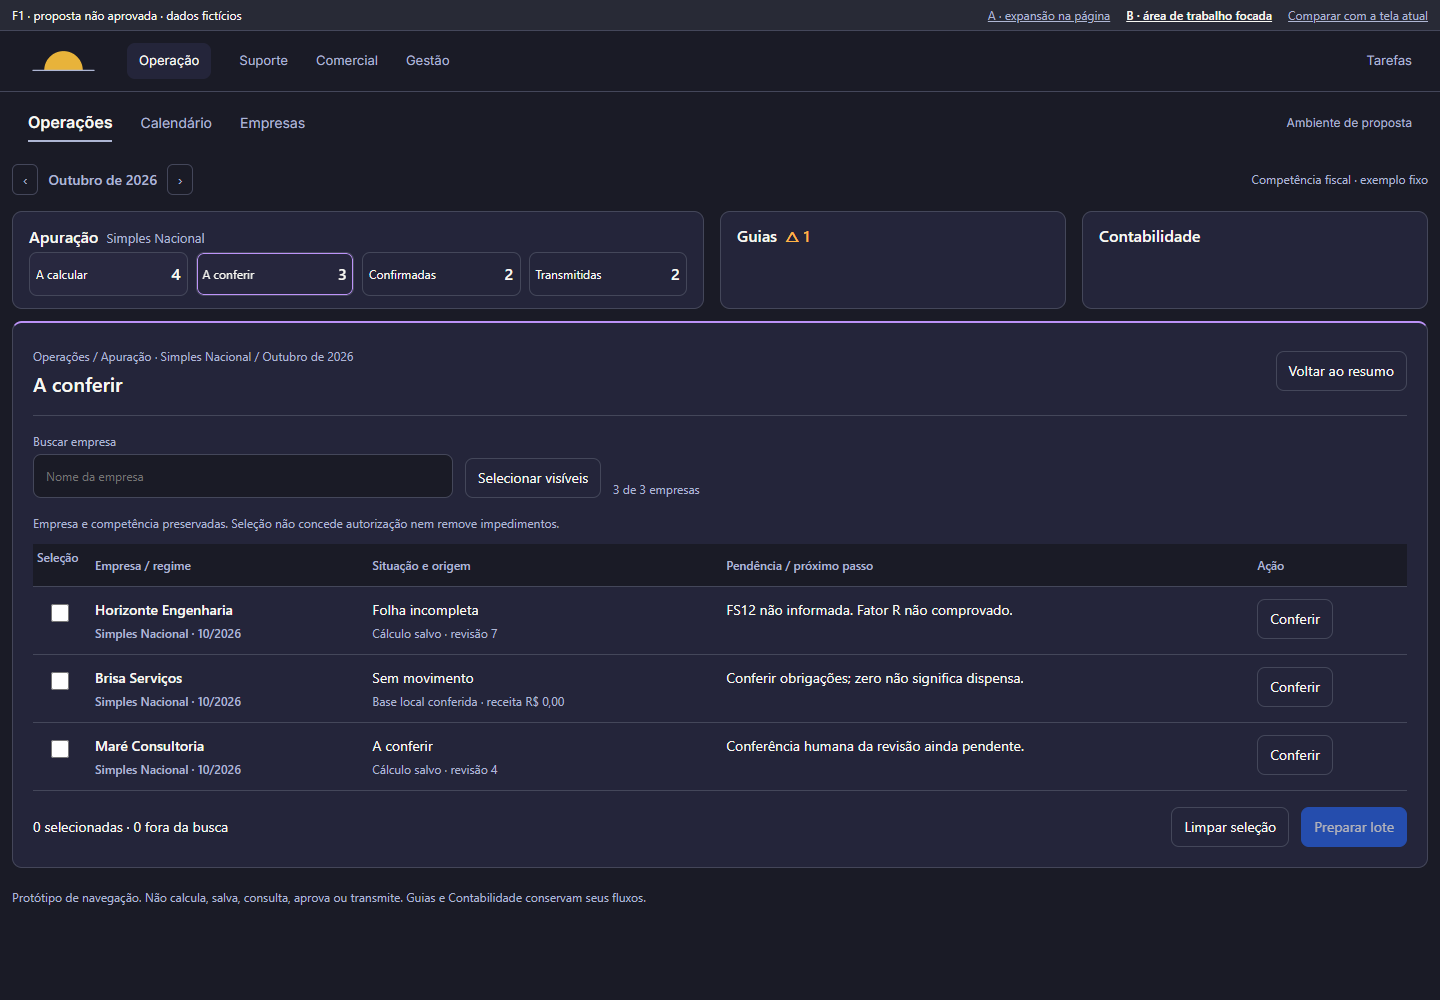 F1 · proposta não aprovada · dados fictícios
A · expansão na página
B · área de trabalho focada
Comparar com a tela atual
Operação
Suporte
Comercial
Gestão
Tarefas
Operações
Calendário
Empresas
Ambiente de proposta
‹ Outubro de 2026 ›
Competência fiscal · exemplo fixo
Apuração Simples Nacional
A calcular 4
A conferir 3
Confirmadas 2
Transmitidas 2
Guias △ 1
Contabilidade
Operações / Apuração · Simples Nacional / Outubro de 2026
A conferir
Voltar ao resumo
Buscar empresa
Nome da empresa
Selecionar visíveis
3 de 3 empresas
Empresa e competência preservadas. Seleção não concede autorização nem remove impedimentos.
Seleção
Empresa / regime
Situação e origem
Pendência / próximo passo
Ação
Horizonte Engenharia
Simples Nacional · 10/2026
Folha incompleta
Cálculo salvo · revisão 7
FS12 não informada. Fator R não comprovado.
Conferir
Brisa Serviços
Simples Nacional · 10/2026
Sem movimento
Base local conferida · receita R$ 0,00
Conferir obrigações; zero não significa dispensa.
Conferir
Maré Consultoria
Simples Nacional · 10/2026
A conferir
Cálculo salvo · revisão 4
Conferência humana da revisão ainda pendente.
Conferir
0 selecionadas · 0 fora da busca
Limpar seleção
Preparar lote
Protótipo de navegação. Não calcula, salva, consulta, aprova ou transmite. Guias e Contabilidade conservam seus fluxos.